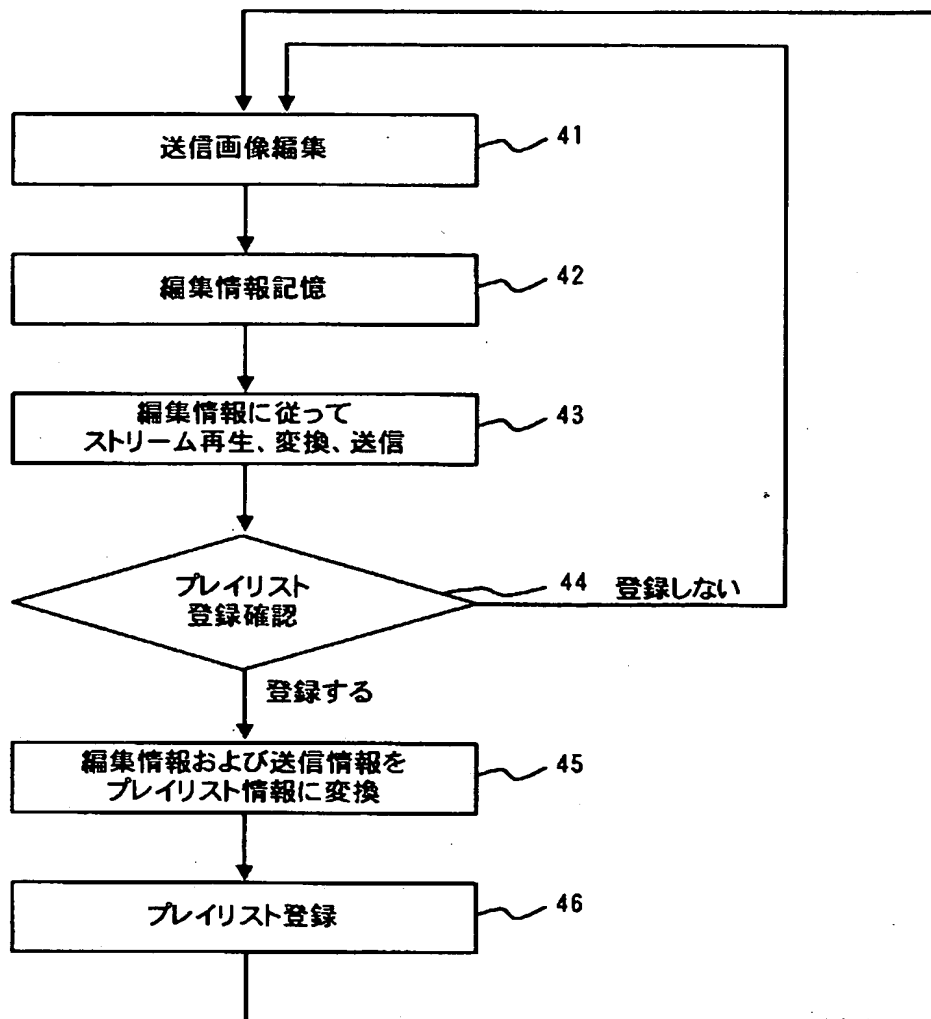 送信画像編集
41
編集情報記憶
42
編集情報に従って
ストリーム再生、変換、送信
43
プレイリスト
登録確認
44
登録しない
登録する
編集情報および送信情報を
プレイリスト情報に変換
45
プレイリスト登録
46